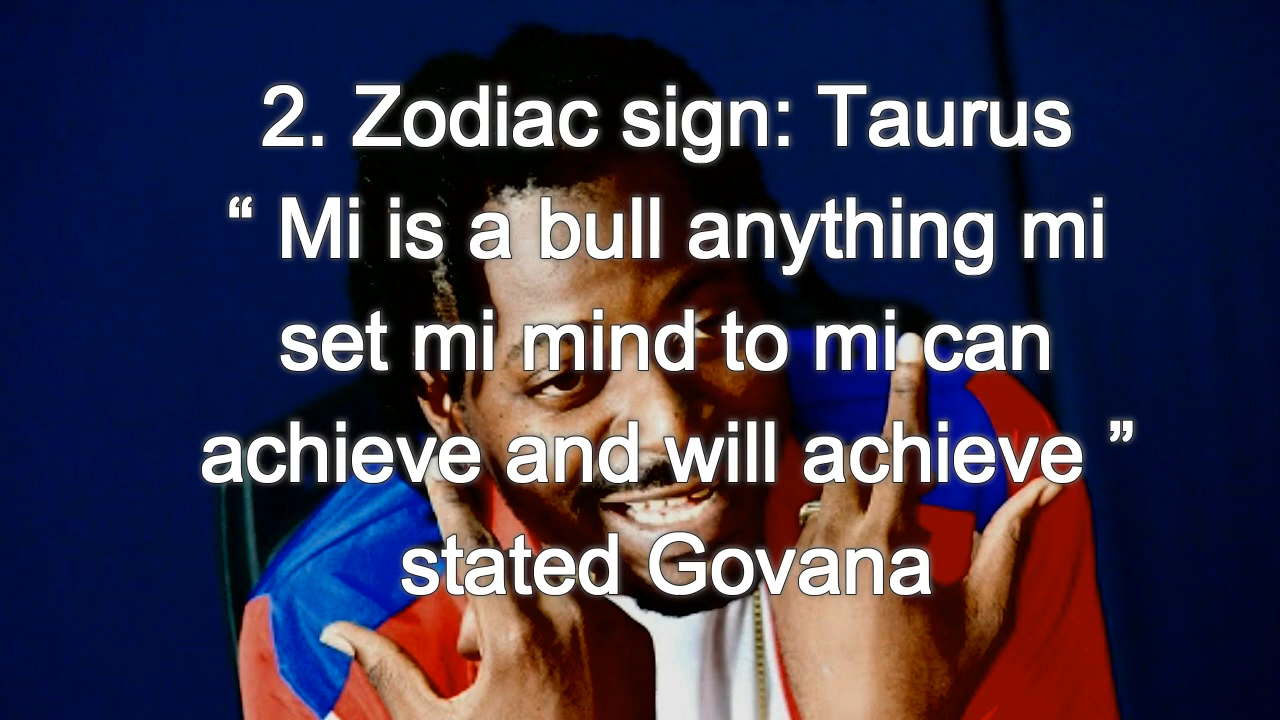 2. Zodiac sign: Taurus
“ Mi is a bull anything mi
set mi mind to mi can
achieve and will achieve ”
stated Govana